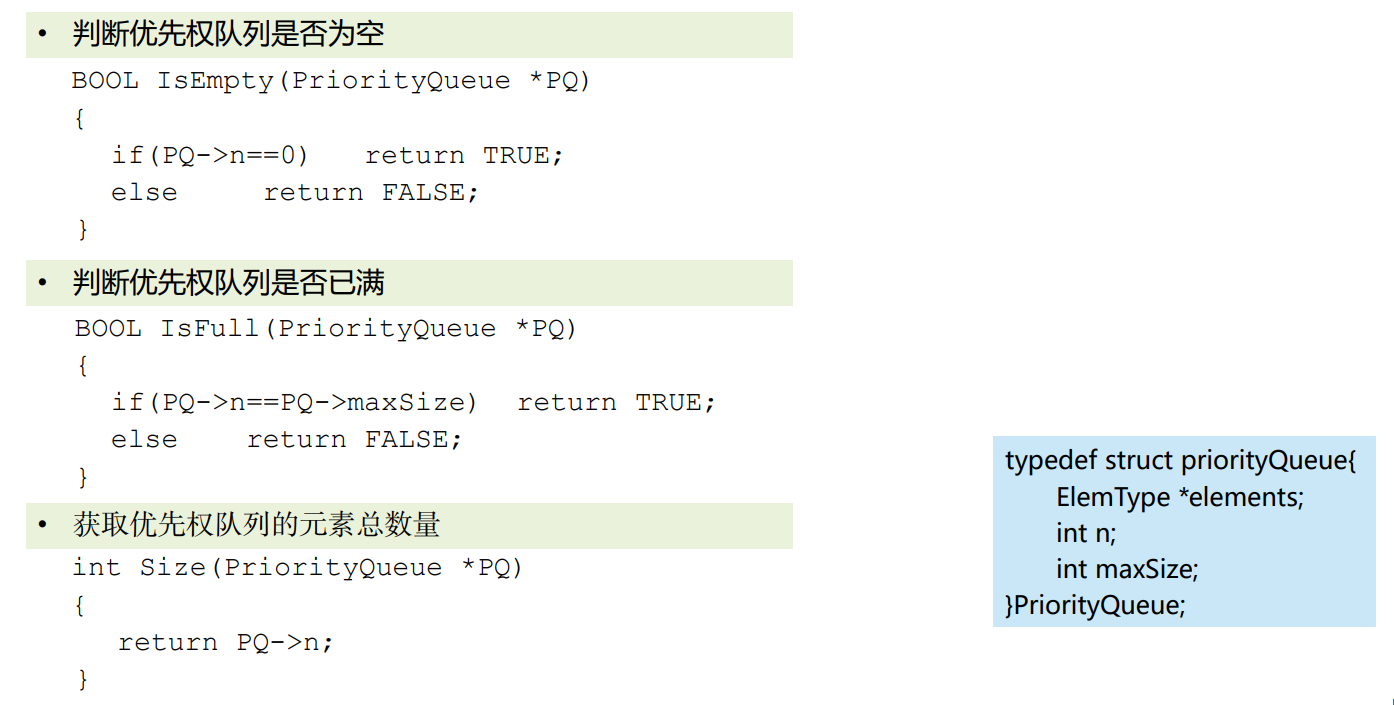 • 判断优先权队列是否为空
BOOL IsEmpty(PriorityQueue *PQ)
{
if(PQ->n==0) return TRUE;
else return FALSE;
}
• 判断优先权队列是否已满
BOOL IsFull(PriorityQueue *PQ)
{
if(PQ->n==PQ->maxSize) return TRUE;
else return FALSE;
}
• 获取优先权队列的元素总数量
int Size(PriorityQueue *PQ)
{
return PQ->n;
}
typedef struct priorityQueue{
ElemType *elements;
int n;
int maxSize;
}PriorityQueue;